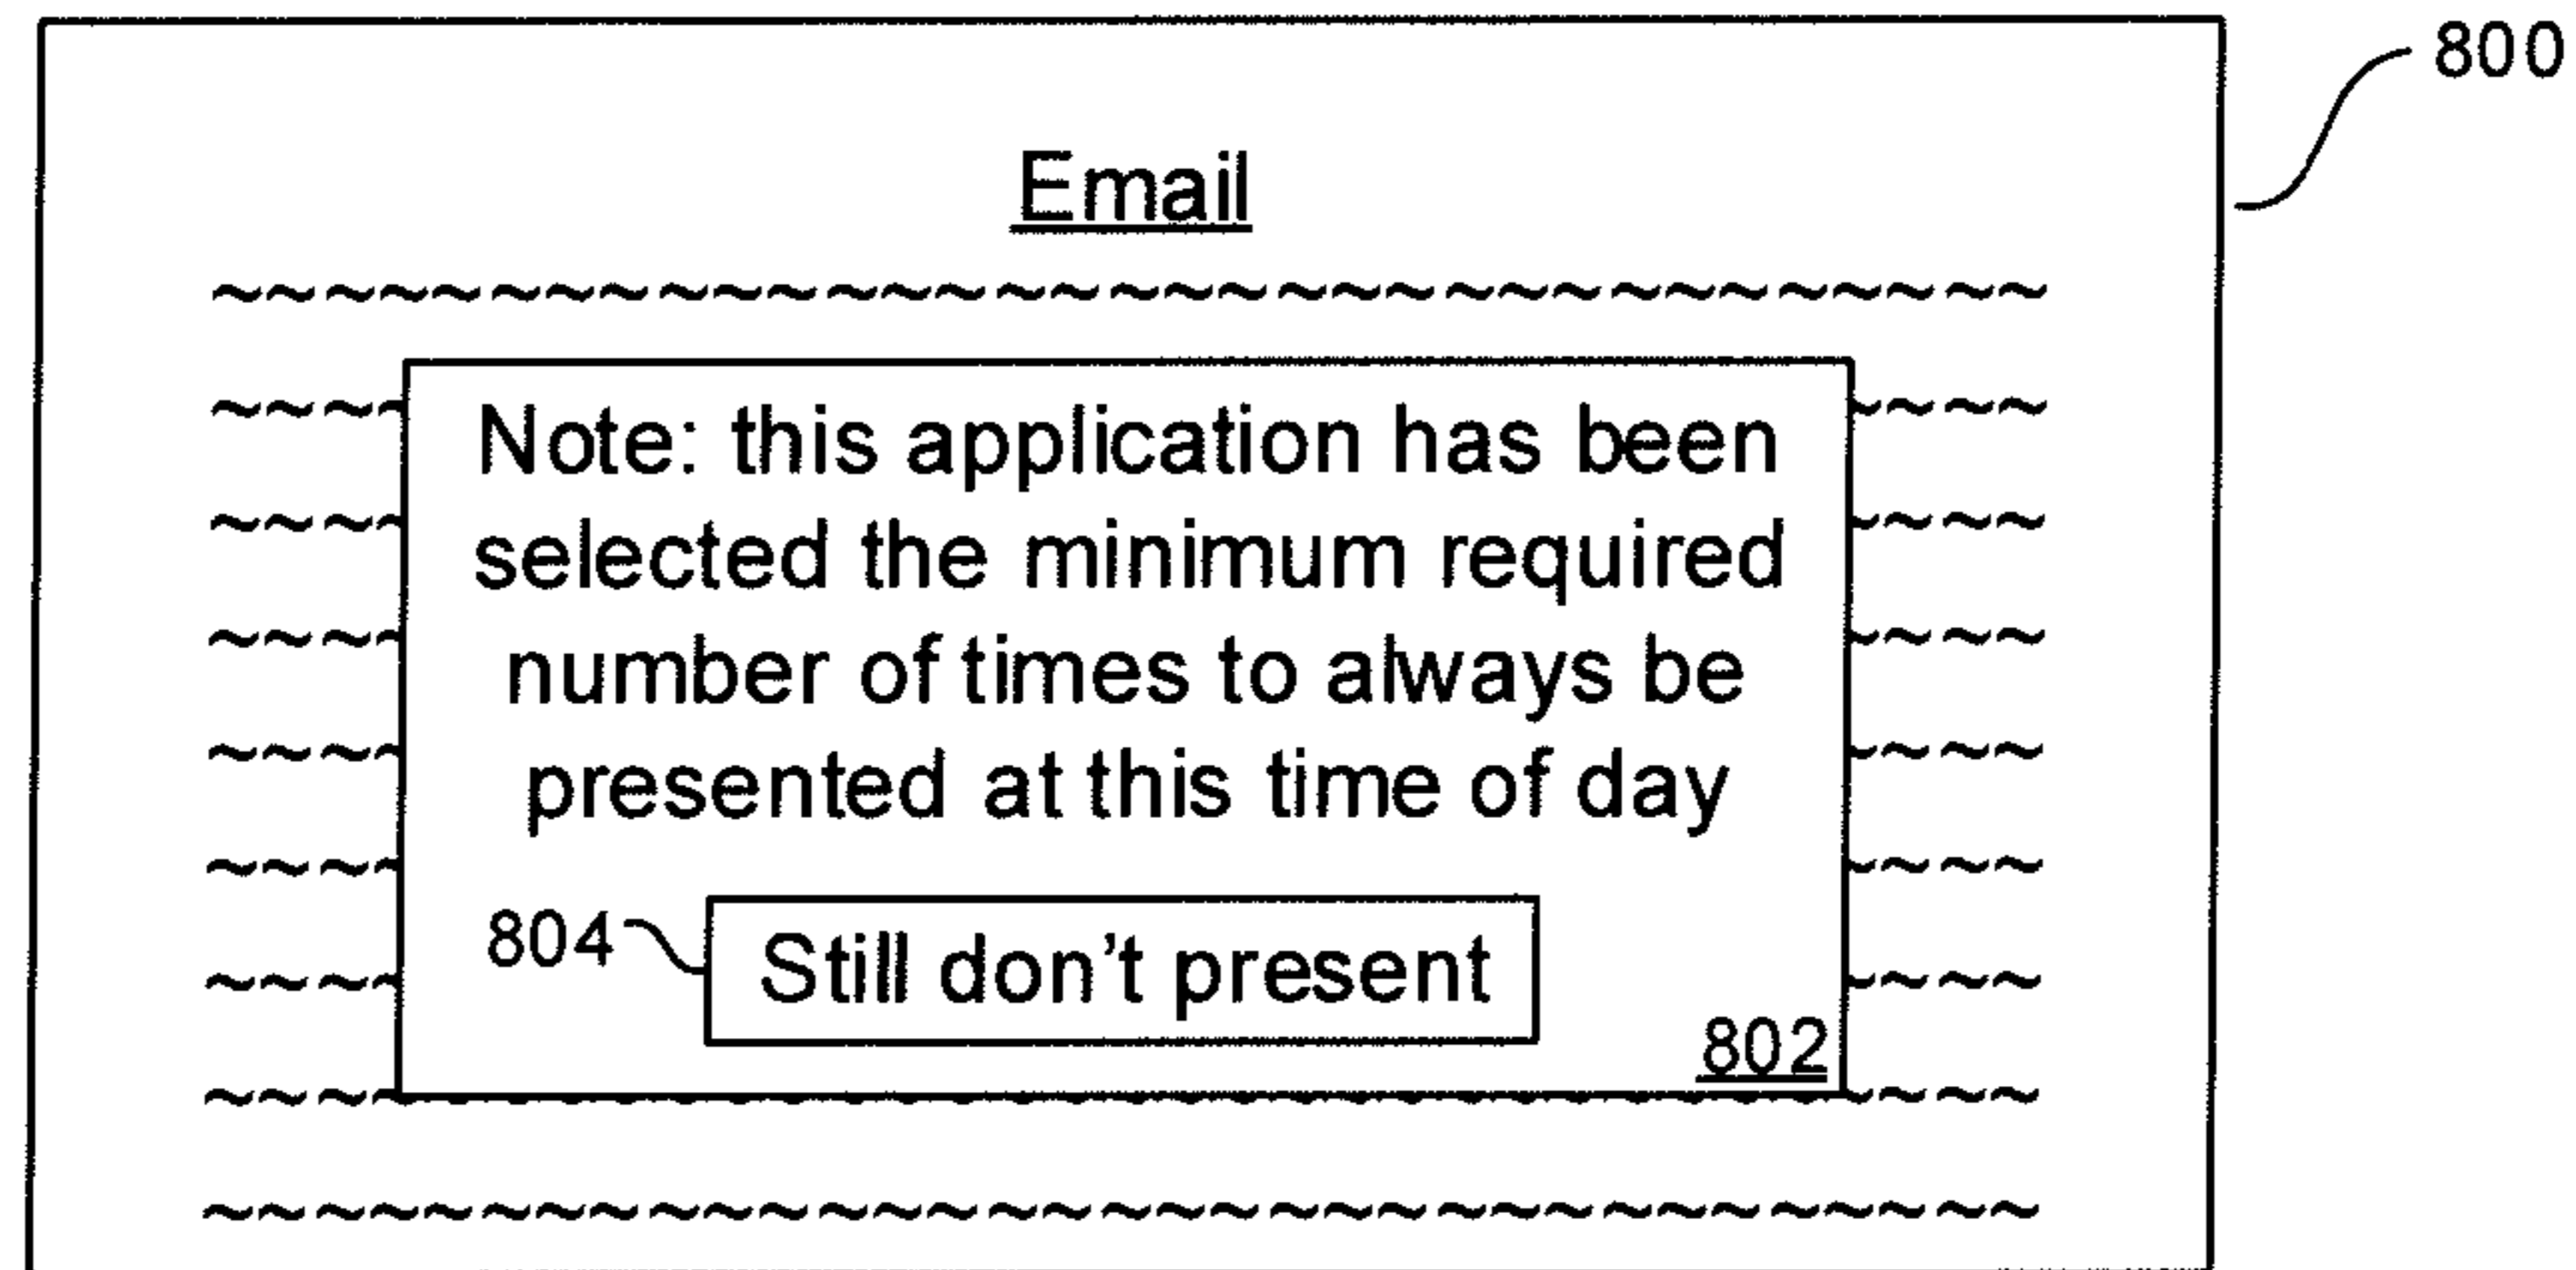 800
Email
Note: this application has been
selected the minimum required
number of times to always be
presented at this time of day
804
Still don't present
802